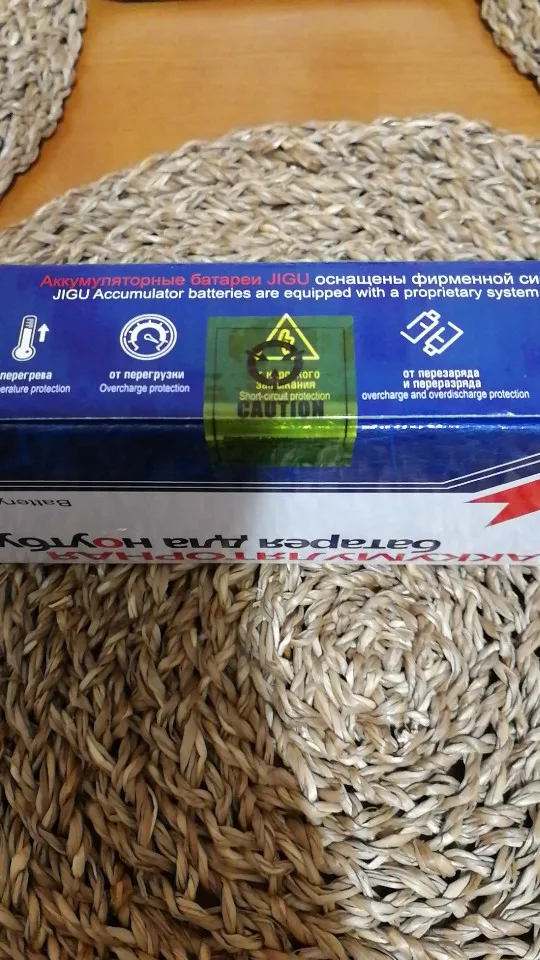 Аккумуляторные батареи JIGU оснащены фирменной си
JIGU Accumulator batteries are equipped with a proprietary system
перегрева
erature protection
от перегрузки
Overcharge protection
замыкания
Short-circuit protection
CAUTION
от перезаряда
и переразряда
overcharge and overdischarge protection
Battery
батарея для ноутбу
АККУМУЛЯТОРНАЯ